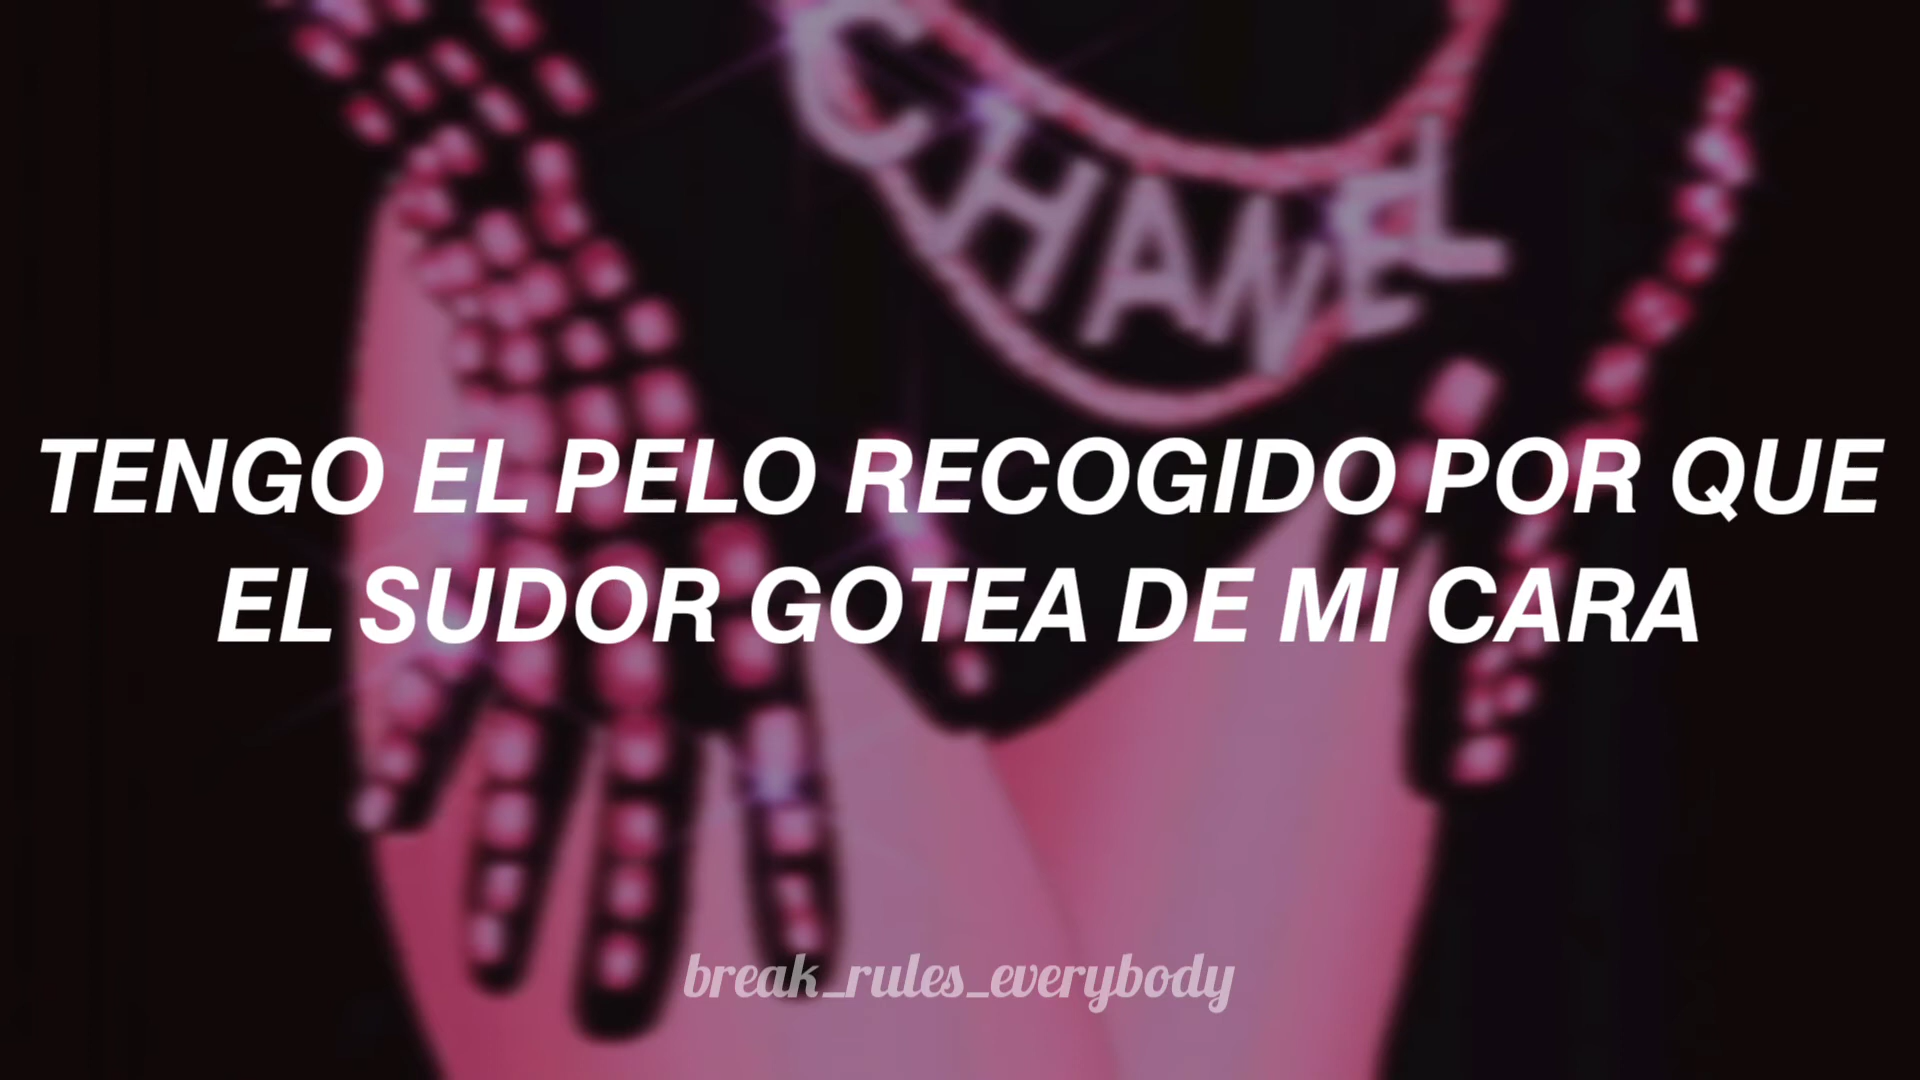 CHANEL
TENGO EL PELO RECOGIDO POR QUE
EL SUDOR GOTEA DE MI CARA
break_rules_everybody